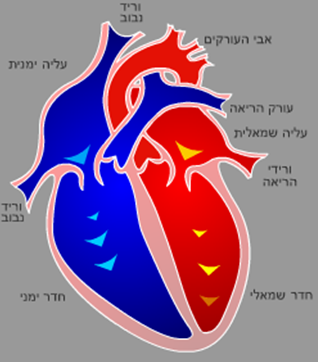 וריד
נבוב
אבי העורקים
עליה ימנית
עורק הריאה
עליה שמאלית
ורידי
הריאה
וריד
נבוב
חדר ימני
חדר שמאלי